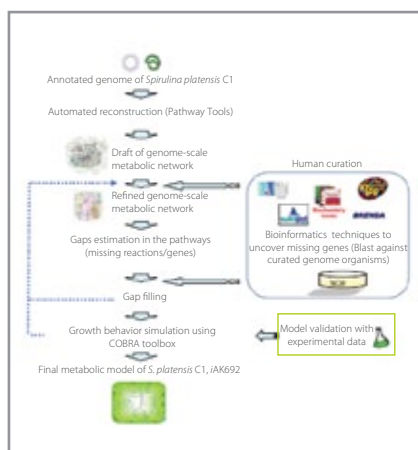 Annotated genome of Spirulina platensis C1
Automated reconstruction (Pathway Tools)
Draft of genome-scale
metabolic network
Refined genome-scale
metabolic network
Gaps estimation in the pathways
(missing reactions/genes)
Gap filling
Growth behavior simulation using
COBRA toolbox
Final metabolic model of S. platensis C1, iAK692
Human curation
BRENDA
Bioinformatics techniques to
uncover missing genes (Blast against
curated genome organisms)
Model validation with
experimental data